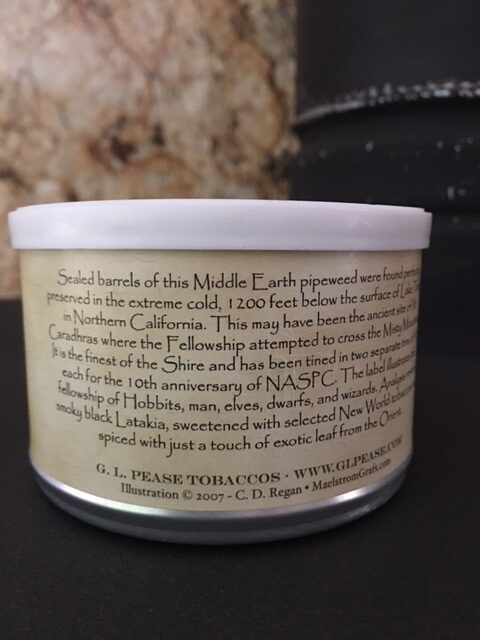 Sealed barrels of this Middle Earth pipeweed were found
preserved in the extreme cold, 1200 feet below the surface of Lake
in Northern California. This may have been the ancient site of
Caradhras where the Fellowship attempted to cross the Misty
It is the finest of the Shire and has been tined in two separate
each for the 10th anniversary of NASPC. The label illustrates
fellowship of Hobbits, man, elves, dwarfs, and wizards. Analysis
smoky black Latakia, sweetened with selected New World
spiced with just a touch of exotic leaf from the Orient.
G. L. PEASE TOBACCOS · WWW.GLPEASE.COM
Illustration © 2007 - C. D. Regan • MaelstromGrafx.com